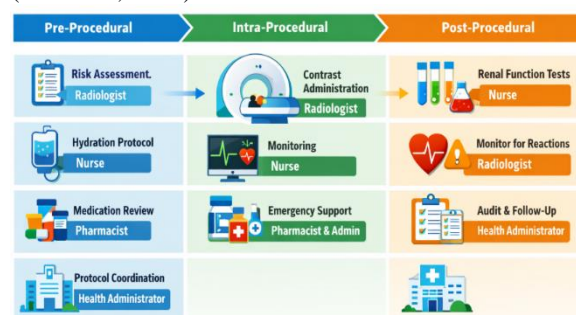 Pre-Procedural
Intra-Procedural
Post-Procedural
Risk Assessment.
Radiologist
Contrast
Administration
Radiologist
Renal Function Tests
Nurse
Hydration Protocol
Nurse
Monitoring
Nurse
Monitor for Reactions
Radiologist
Medication Review
Pharmacist
Emergency Support
Pharmacist & Admin
Audit & Follow-Up
Health Administrator
Protocol Coordination
Health Administrator